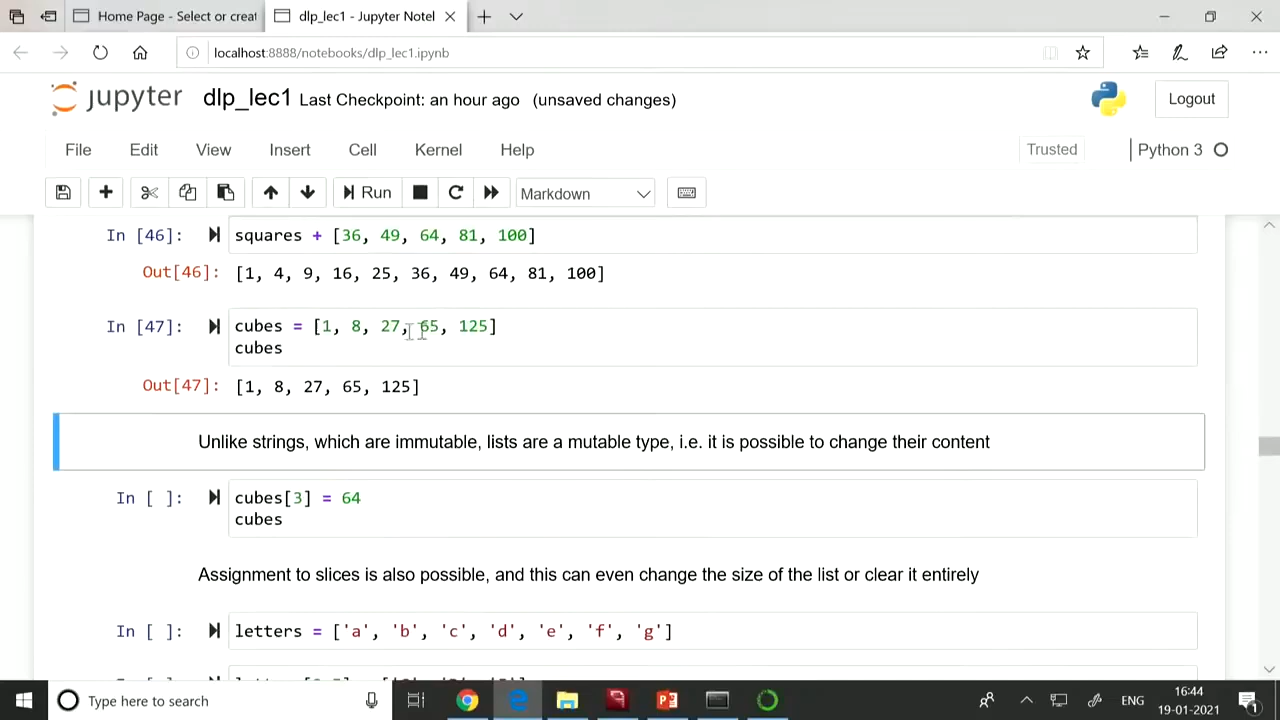 Home Page - Select or creat
dlp_lec1 - Jupyter Notel
localhost:8888/notebooks/dlp_lec1.ipynb
jupyter dlp_lec1 Last Checkpoint: an hour ago (unsaved changes)
Logout
File Edit View Insert Cell Kernel Help
Trusted
Python 3
Run
Markdown
In [46]: squares + [36, 49, 64, 81, 100]
Out[46]: [1, 4, 9, 16, 25, 36, 49, 64, 81, 100]
In [47]: cubes = [1, 8, 27, 65, 125]
cubes
Out[47]: [1, 8, 27, 65, 125]
Unlike strings, which are immutable, lists are a mutable type, i.e. it is possible to change their content
In [ ]: cubes[3] = 64
cubes
Assignment to slices is also possible, and this can even change the size of the list or clear it entirely
In [ ]: letters = ['a', 'b', 'c', 'd', 'e', 'f', 'g']
Type here to search
ENG
16:44
19-01-2021
1